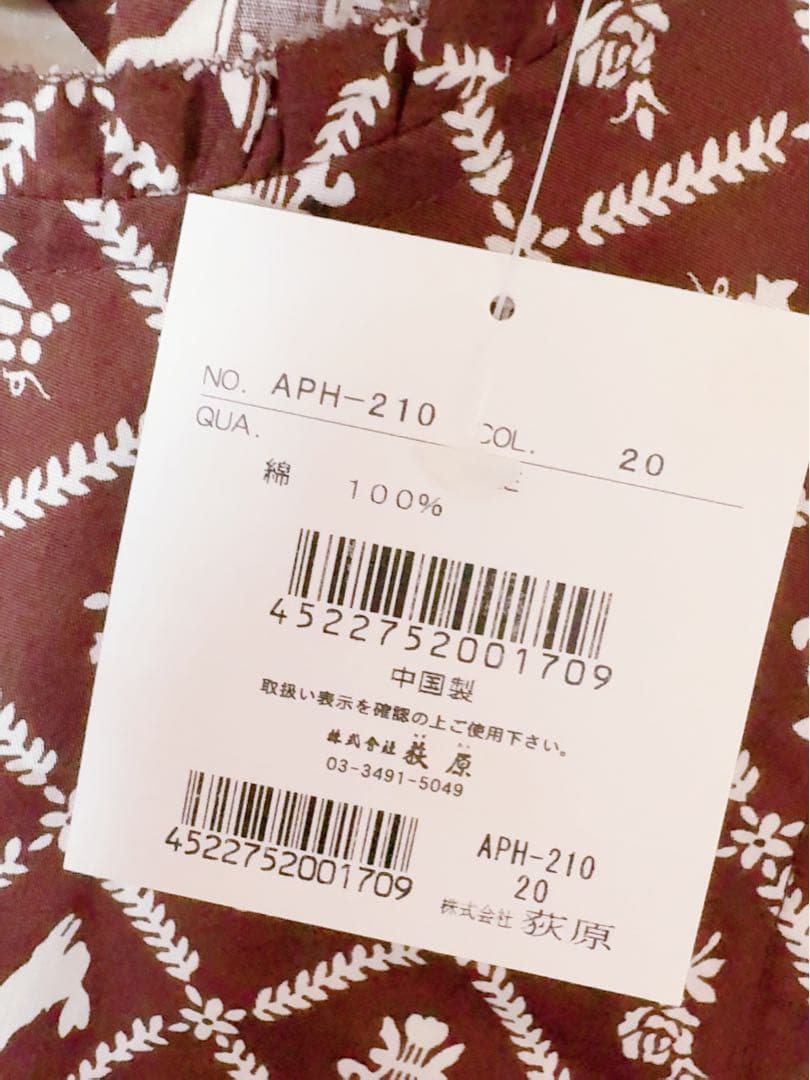 NO. APH-210 COL. 20
QUA.
綿 100%
4522752001709
中国製
取扱い表示を確認の上ご使用下さい。
株式会社 荻原
03-3491-5049
4522752001709
APH-210
20
株式会社 荻原